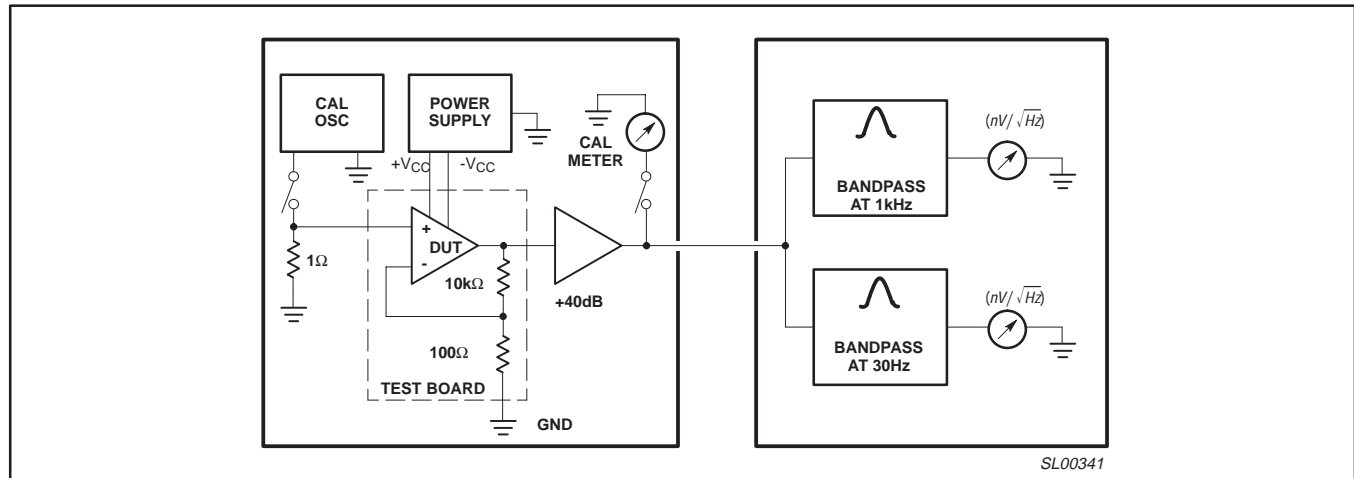 CAL
OSC
POWER
SUPPLY
+VCC
-VCC
CAL
METER
1Ω
+
DUT
-
10kΩ
+40dB
100Ω
TEST BOARD
GND
(nV/ √Hz)
BANDPASS
AT 1kHz
(nV/ √Hz)
BANDPASS
AT 30Hz
SL00341